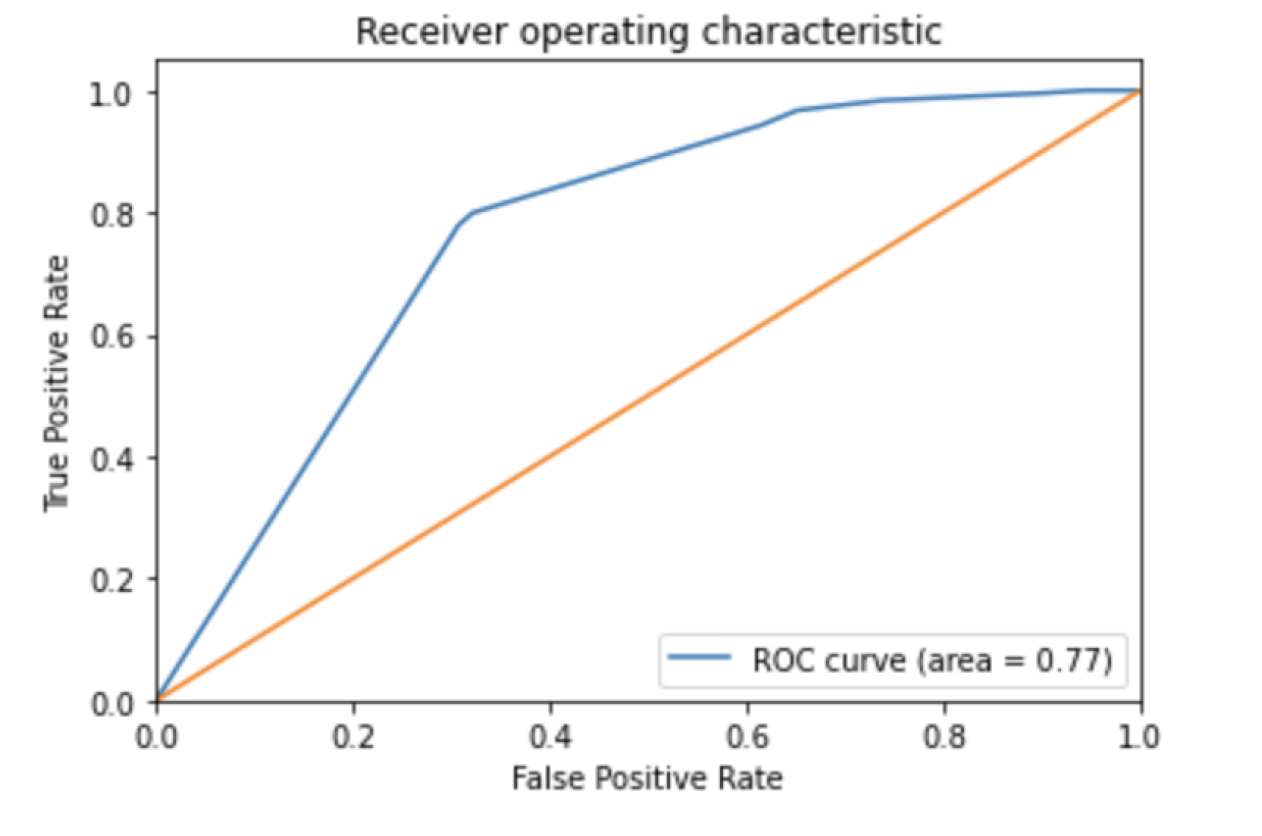 Receiver operating characteristic
1.0
0.8
0.6
0.4
0.2
0.0
True Positive Rate
ROC curve (area = 0.77)
0.0 0.2 0.4 0.6 0.8 1.0
False Positive Rate